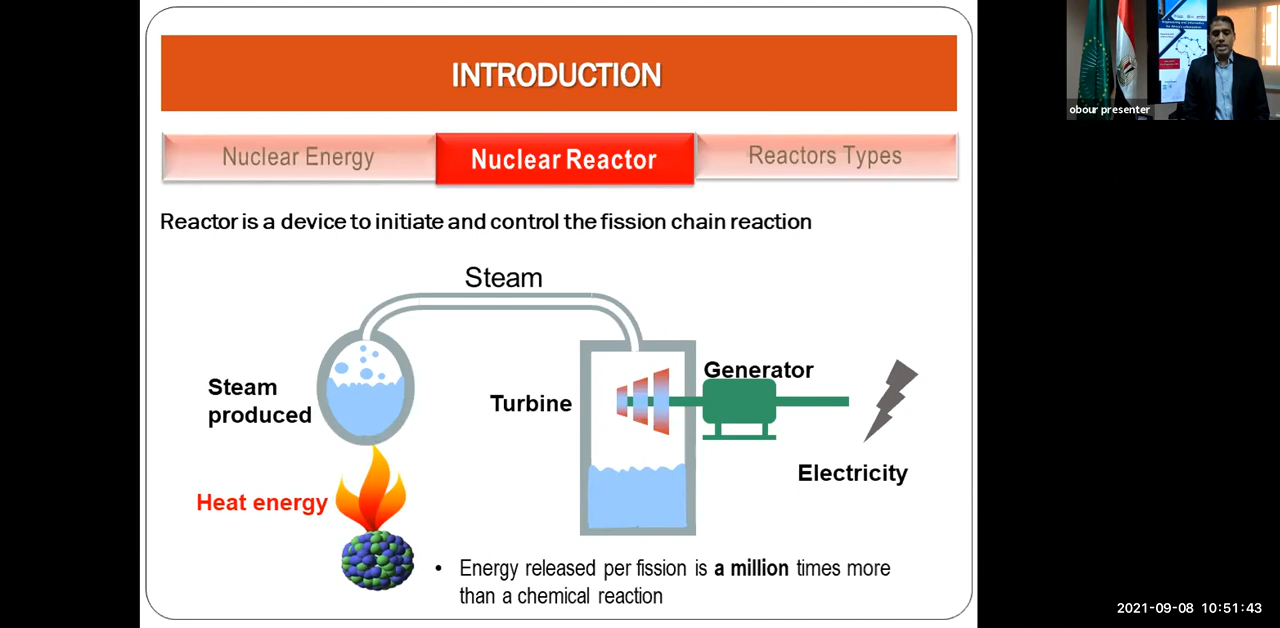 INTRODUCTION
Nuclear Energy
Nuclear Reactor
Reactors Types
Reactor is a device to initiate and control the fission chain reaction
Steam
Steam
produced
Turbine
Generator
Electricity
Heat energy
• Energy released per fission is a million times more
than a chemical reaction
obour presenter
2021-09-08 10:51:43